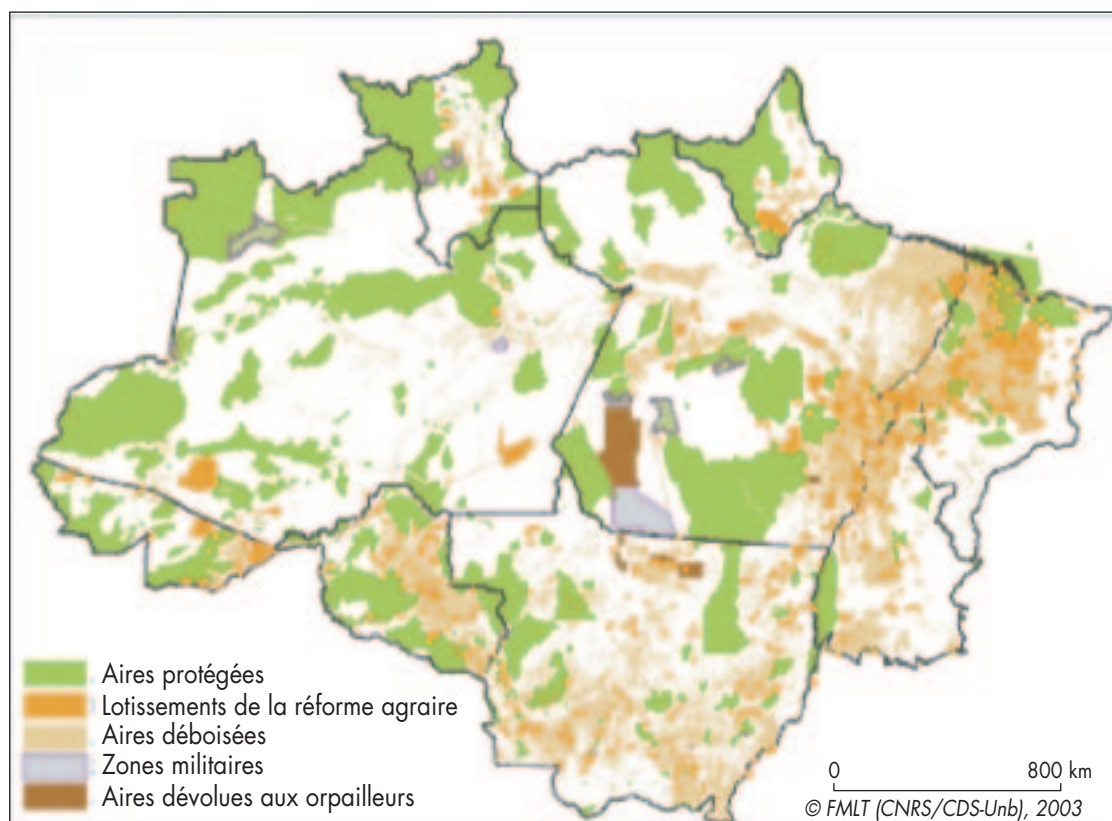 Aires protégées
Lotissements de la réforme agraire
Aires déboisées
Zones militaires
Aires dévolues aux orpailleurs
0 800 km
© FMLT (CNRS/CDS-Unb), 2003